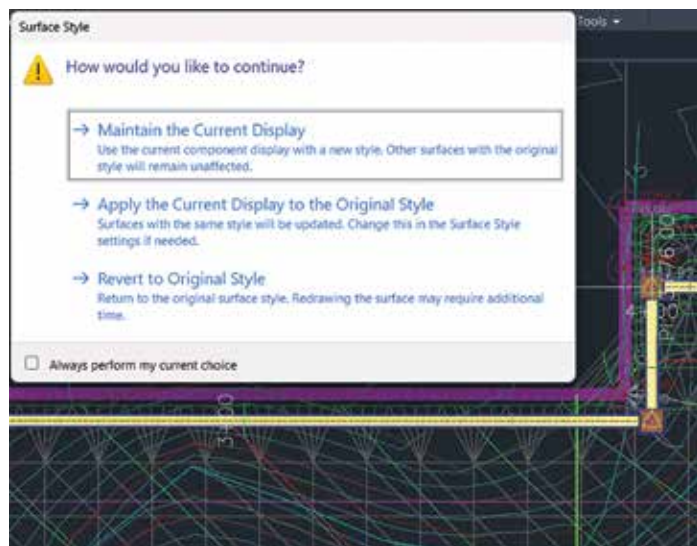 Surface Style
Tools
How would you like to continue?
→ Maintain the Current Display
Use the current component display with a new style. Other surfaces with the original
style will remain unaffected.
→ Apply the Current Display to the Original Style
Surfaces with the same style will be updated. Change this in the Surface Style
settings if needed.
→ Revert to Original Style
Return to the original surface style. Redrawing the surface may require additional
time.
Always perform my current choice